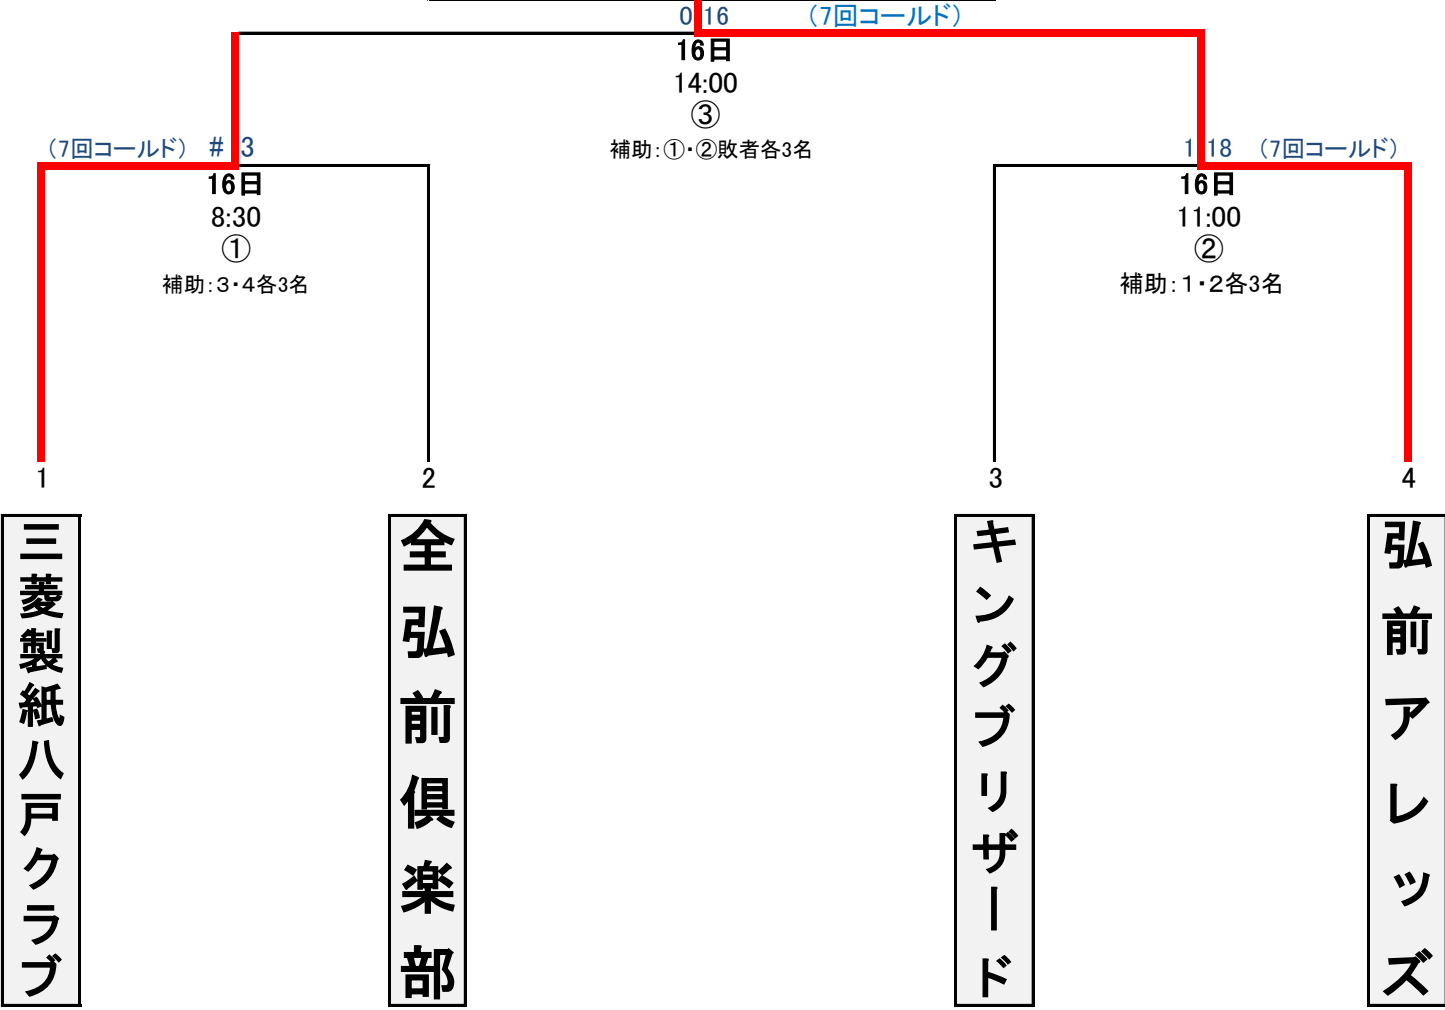 0 16 （7回コールド）
16日
14:00
③
補助：①・②敗者各3名
（7回コールド） # 3
16日
8:30
①
補助：３・４各3名
1 18 （7回コールド）
16日
11:00
②
補助：１・２各3名
1
2
3
4
三菱製紙八戸クラブ
全弘前倶楽部
キングブリザード
弘前アレッズ